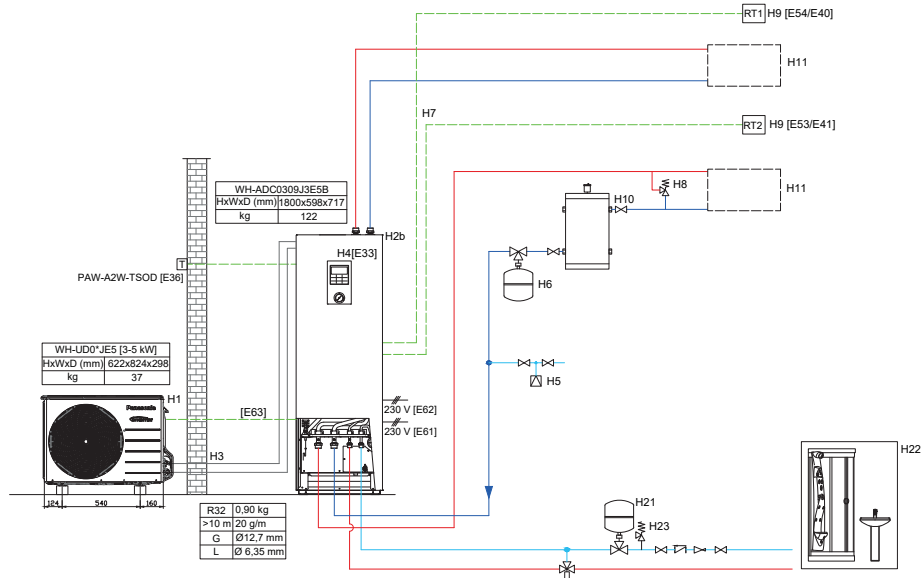 RT1 H9 [E54/E40]
H11
H7
RT2 H9 [E53/E41]
WH-ADC0309J3E5B
HxWxD (mm) 1800x598x717
kg 122
H8
H11
H10
H2b
H4[E33]
T
PAW-A2W-TSOD [E36]
H6
WH-UD0*JE5 [3-5 kW]
HxWxD (mm) 622x824x298
kg 37
H5
230 V [E62]
H1
Panasonic
Inverter
[E63]
230 V [E61]
H3
H22
124 540 160
R32 0,90 kg
>10 m 20 g/m
G Ø12,7 mm
L Ø 6,35 mm
H21
H23